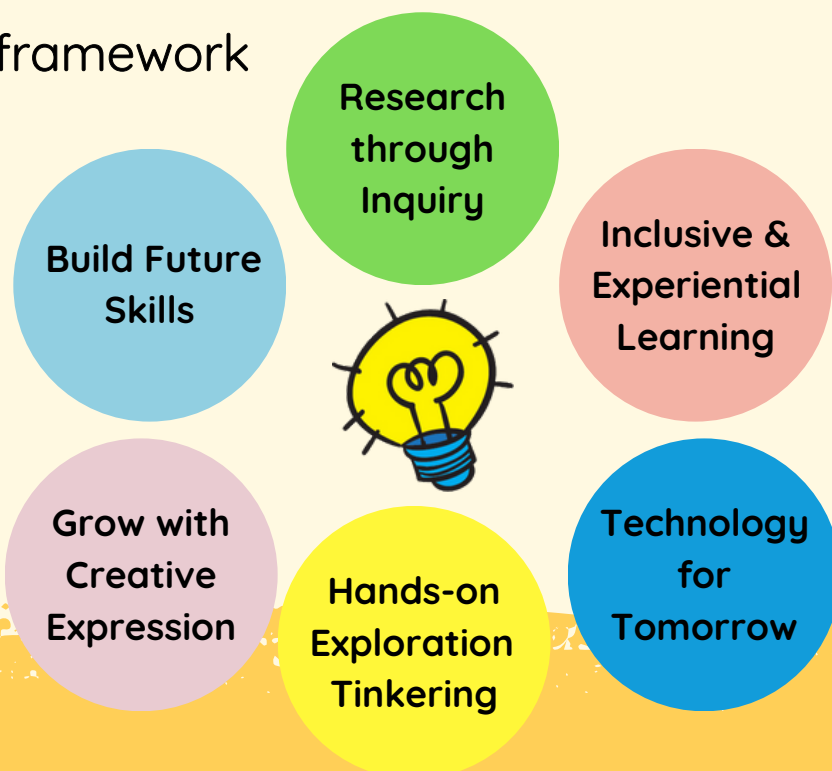 framework
Research
through
Inquiry
Build Future
Skills
Inclusive &
Experiential
Learning
Grow with
Creative
Expression
Hands-on
Exploration
Tinkering
Technology
for
Tomorrow